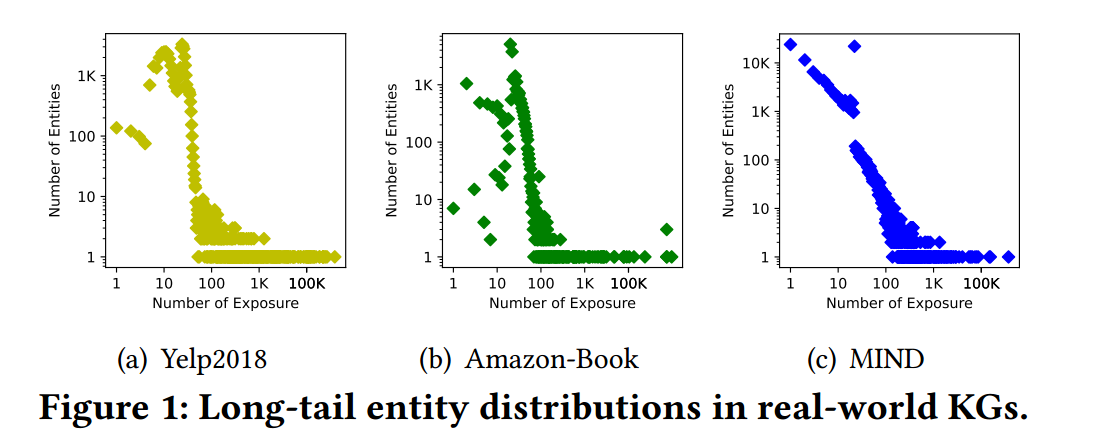 Number of Entities
1K
100
10
1
1 10 100 1K 100K
Number of Exposure
(a) Yelp2018
Number of Entities
1K
100
10
1
1 10 100 1K 100K
Number of Exposure
(b) Amazon-Book
Number of Entities
10K
1K
100
10
1
1 10 100 1K 100K
Number of Exposure
(c) MIND
Figure 1: Long-tail entity distributions in real-world KGs.